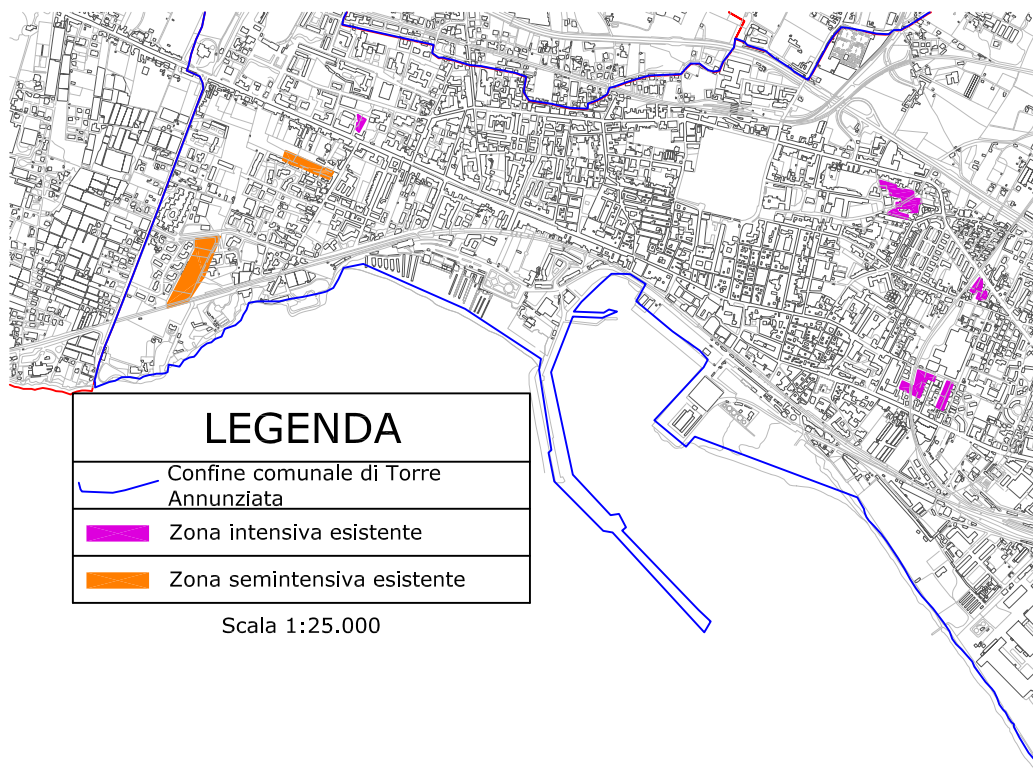 LEGENDA
Confine comunale di Torre
Annunziata
Zona intensiva esistente
Zona semintensiva esistente
Scala 1:25.000